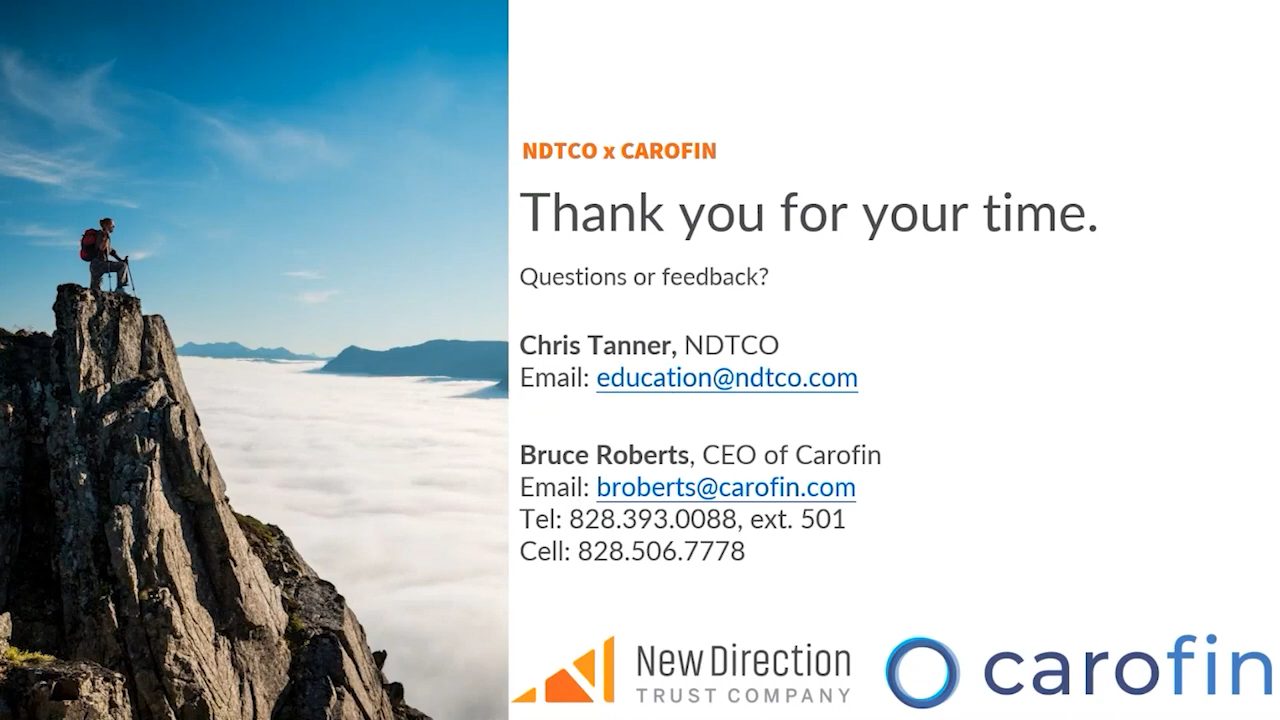 NDTCO x CAROFIN
Thank you for your time.
Questions or feedback?
Chris Tanner, NDTCO
Email: education@ndtco.com
Bruce Roberts, CEO of Carofin
Email: broberts@carofin.com
Tel: 828.393.0088, ext. 501
Cell: 828.506.7778
New Direction
TRUST COMPANY
carofin